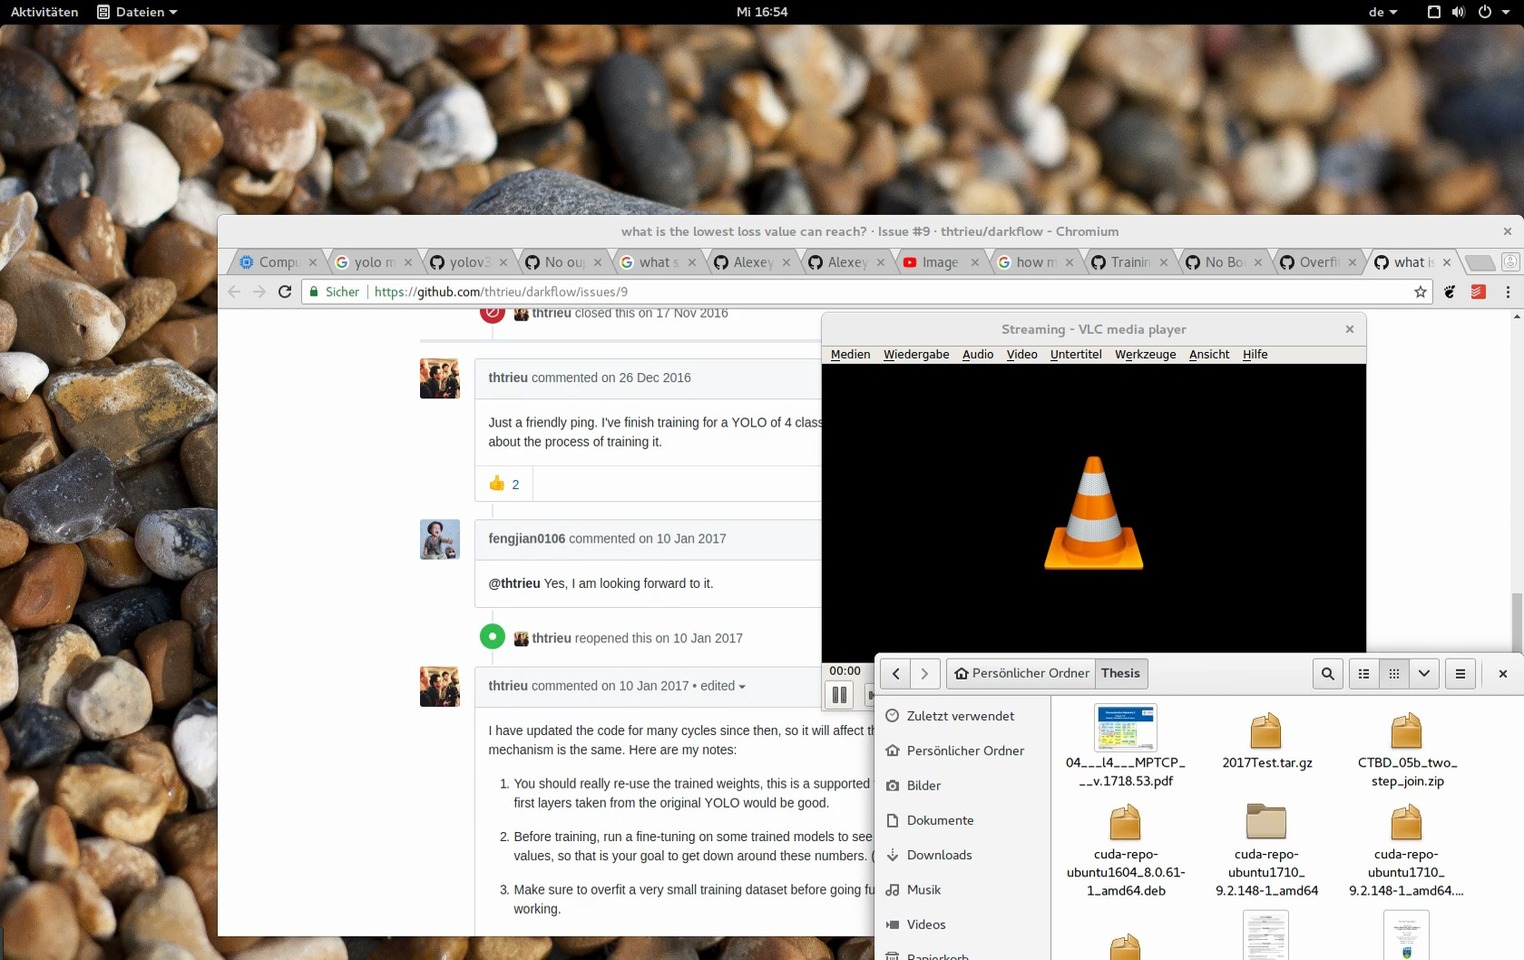 Aktivitäten
Dateien
Mi 16:54
de
what is the lowest loss value can reach? · Issue #9 · thtrieu/darkflow - Chromium
Compu
yolo m
yolov3
No ou
what s
Alexey
Alexey
Image
how m
Trainin
No Bo
Overfi
what is
Sicher
https://github.com/thtrieu/darkflow/issues/9
thtrieu closed this on 17 Nov 2016
thtrieu commented on 26 Dec 2016
Just a friendly ping. I've finish training for a YOLO of 4 class
about the process of training it.
2
fengjian0106 commented on 10 Jan 2017
@thtrieu Yes, I am looking forward to it.
thtrieu reopened this on 10 Jan 2017
thtrieu commented on 10 Jan 2017 • edited
I have updated the code for many cycles since then, so it will affect th
mechanism is the same. Here are my notes:
1. You should really re-use the trained weights, this is a supported
first layers taken from the original YOLO would be good.
2. Before training, run a fine-tuning on some trained models to see
values, so that is your goal to get down around these numbers. (
3. Make sure to overfit a very small training dataset before going fu
working.
Streaming - VLC media player
Medien Wiedergabe Audio Video Untertitel Werkzeuge Ansicht Hilfe
00:00
Persönlicher Ordner
Thesis
Zuletzt verwendet
Persönlicher Ordner
Bilder
Dokumente
Downloads
Musik
Videos
Papierkorb
04___l4___MPTCP_
__v.1718.53.pdf
2017Test.tar.gz
CTBD_05b_two_
step_join.zip
cuda-repo-
ubuntu1604_8.0.61-
1_amd64.deb
cuda-repo-
ubuntu1710_
9.2.148-1_amd64
cuda-repo-
ubuntu1710_
9.2.148-1_amd64....